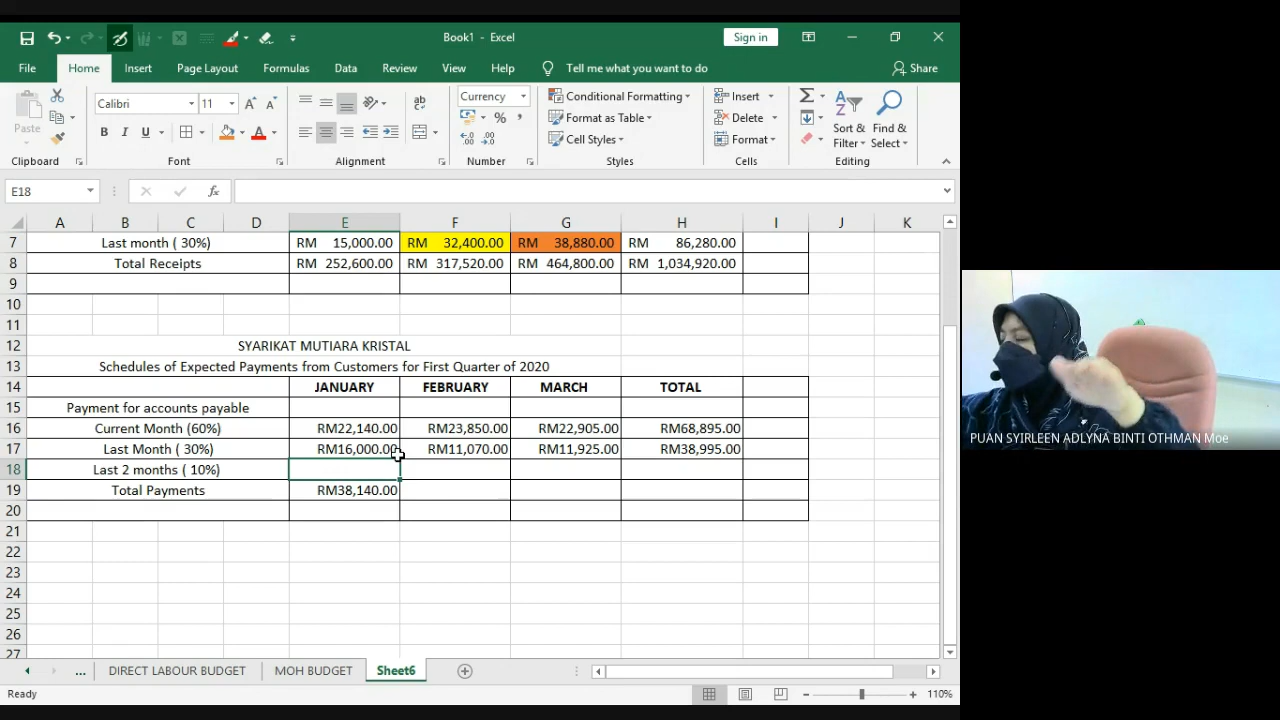 Book1 - Excel
Sign in
File Home Insert Page Layout Formulas Data Review View Help Tell me what you want to do Share
Paste
Calibri 11
B I U
ab
c
Currency
% ,
Conditional Formatting
Format as Table
Cell Styles
Insert
Delete
Format
Sort &
Filter
Find &
Select
Clipboard Font Alignment Number Styles Cells Editing
E18 fx
A B C D E F G H I J K
7 Last month ( 30%) RM 15,000.00 RM 32,400.00 RM 38,880.00 RM 86,280.00
8 Total Receipts RM 252,600.00 RM 317,520.00 RM 464,800.00 RM 1,034,920.00
9
10
11
12 SYARIKAT MUTIARA KRISTAL
13 Schedules of Expected Payments from Customers for First Quarter of 2020
14 JANUARY FEBRUARY MARCH TOTAL
15 Payment for accounts payable
16 Current Month (60%) RM22,140.00 RM23,850.00 RM22,905.00 RM68,895.00
17 Last Month ( 30%) RM16,000.00 RM11,070.00 RM11,925.00 RM38,995.00
18 Last 2 months ( 10%)
19 Total Payments RM38,140.00
20
21
22
23
24
25
26
27
... DIRECT LABOUR BUDGET MOH BUDGET Sheet6
Ready 110%
PUAN SYIRLEEN ADLYNA BINTI OTHMAN Moe